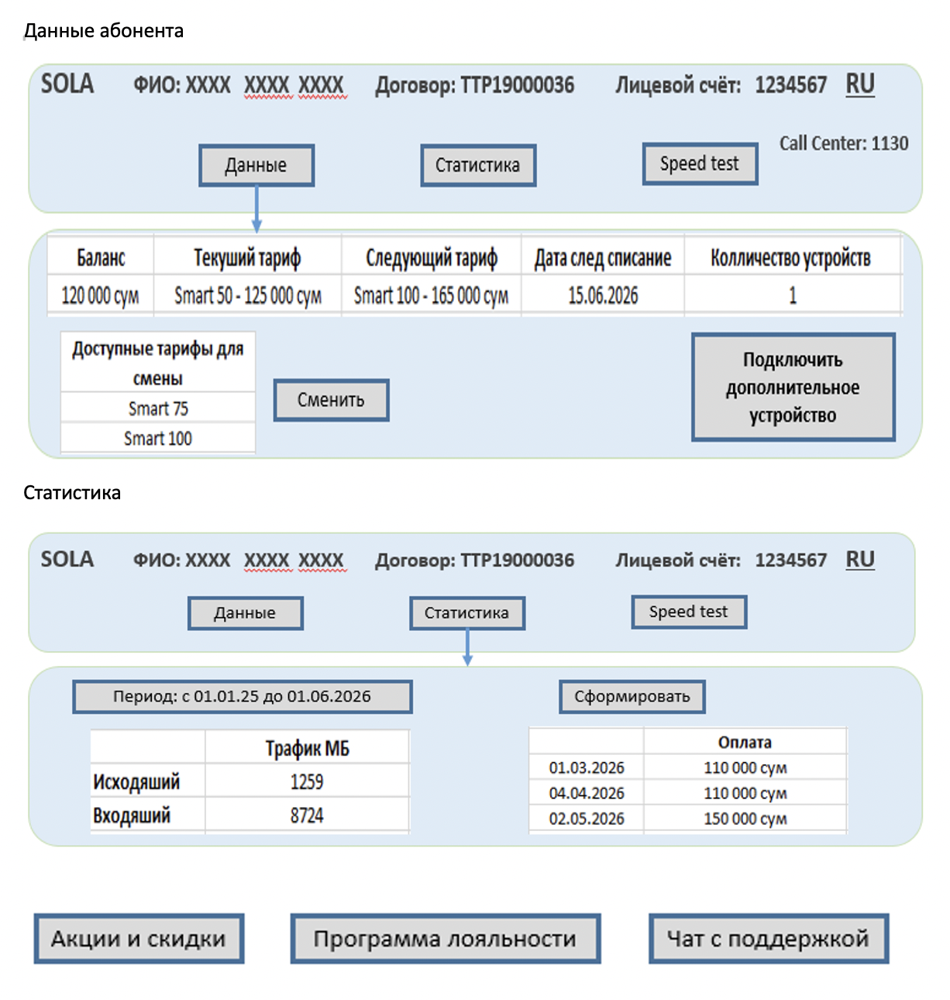 Данные абонента
SOLA ФИО: XXXX XXXX XXXX Договор: TTP19000036 Лицевой счёт: 1234567 RU
Call Center: 1130
Данные Статистика Speed test
Баланс Текуший тариф Следующий тариф Дата след списание Колличество устройств
120 000 сум Smart 50 - 125 000 сум Smart 100 - 165 000 сум 15.06.2026 1
Доступные тарифы для
смены
Smart 75
Smart 100
Сменить
Подключить
дополнительное
устройство
Статистика
SOLA ФИО: XXXX XXXX XXXX Договор: TTP19000036 Лицевой счёт: 1234567 RU
Данные Статистика Speed test
Период: с 01.01.25 до 01.06.2026 Сформировать
Трафик МБ
Исходяший 1259
Входяший 8724
Оплата
01.03.2026 110 000 сум
04.04.2026 110 000 сум
02.05.2026 150 000 сум
Акции и скидки Программа лояльности Чат с поддержкой